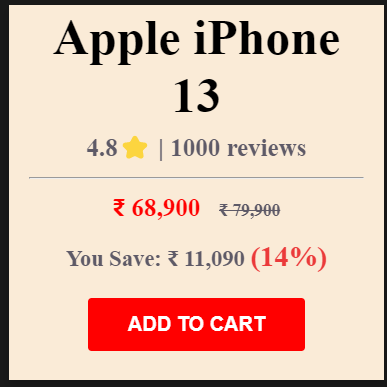 Apple iPhone
13
4.8 ⭐ | 1000 reviews
₹ 68,900 ₹ 79,900
You Save: ₹ 11,090 (14%)
ADD TO CART